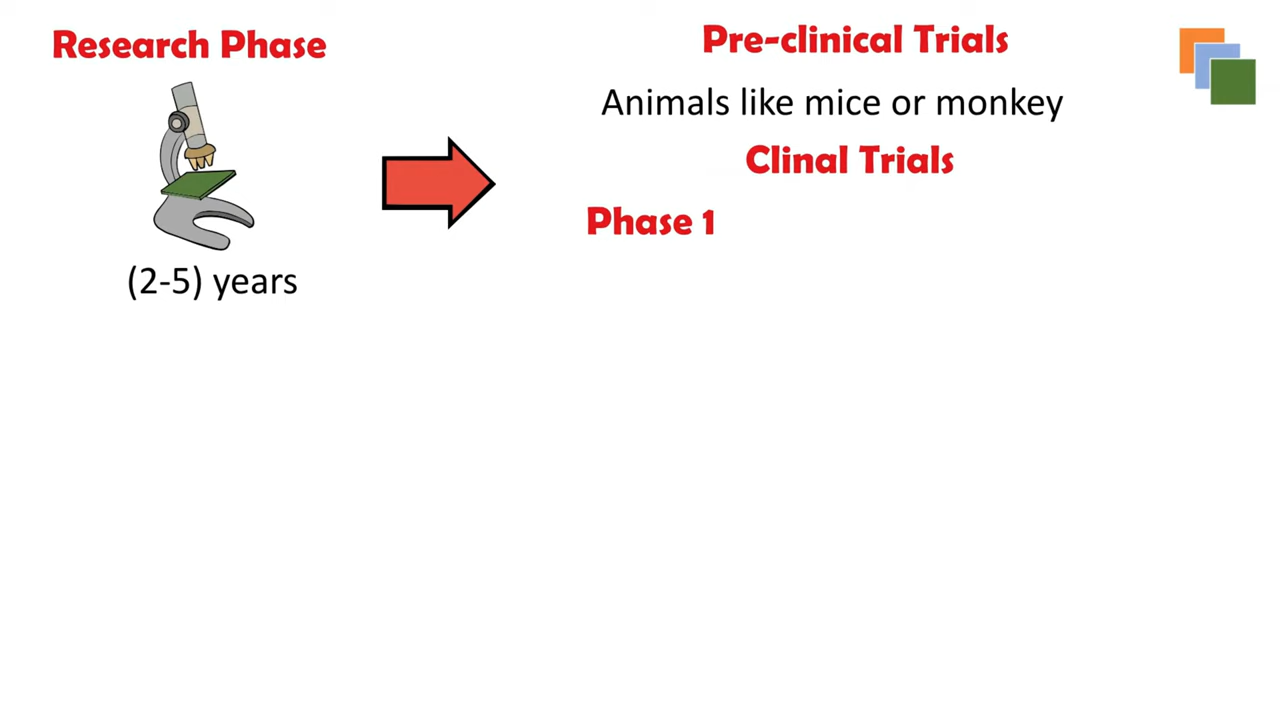 Research Phase
(2-5) years
Pre-clinical Trials
Animals like mice or monkey
Clinal Trials
Phase 1